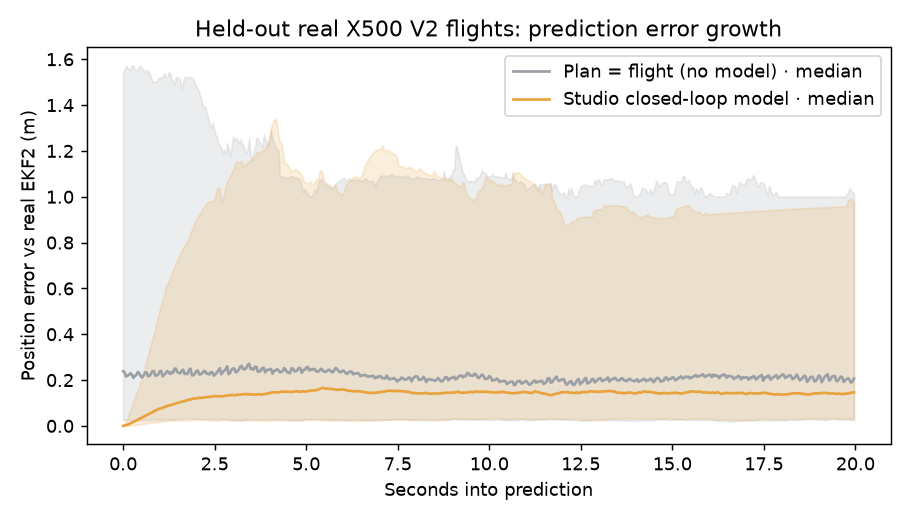 Held-out real X500 V2 flights: prediction error growth
Plan = flight (no model) · median
Studio closed-loop model · median
Position error vs real EKF2 (m)
1.6
1.4
1.2
1.0
0.8
0.6
0.4
0.2
0.0
0.0 2.5 5.0 7.5 10.0 12.5 15.0 17.5 20.0
Seconds into prediction